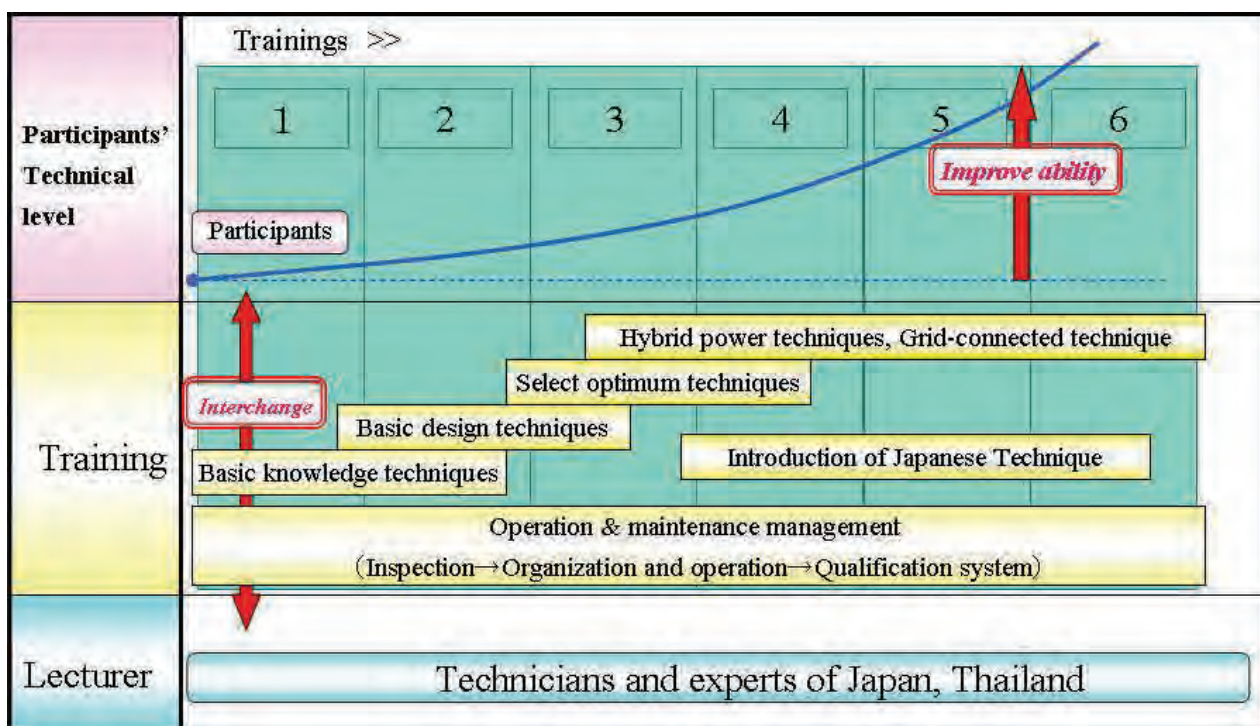 Trainings >>
1 2 3 4 5 6
Participants'
Technical
level
Improve ability
Participants
Training
Hybrid power techniques, Grid-connected technique
Select optimum techniques
Interchange
Basic design techniques
Introduction of Japanese Technique
Basic knowledge techniques
Operation & maintenance management
（Inspection→Organization and operation→Qualification system）
Lecturer
Technicians and experts of Japan, Thailand